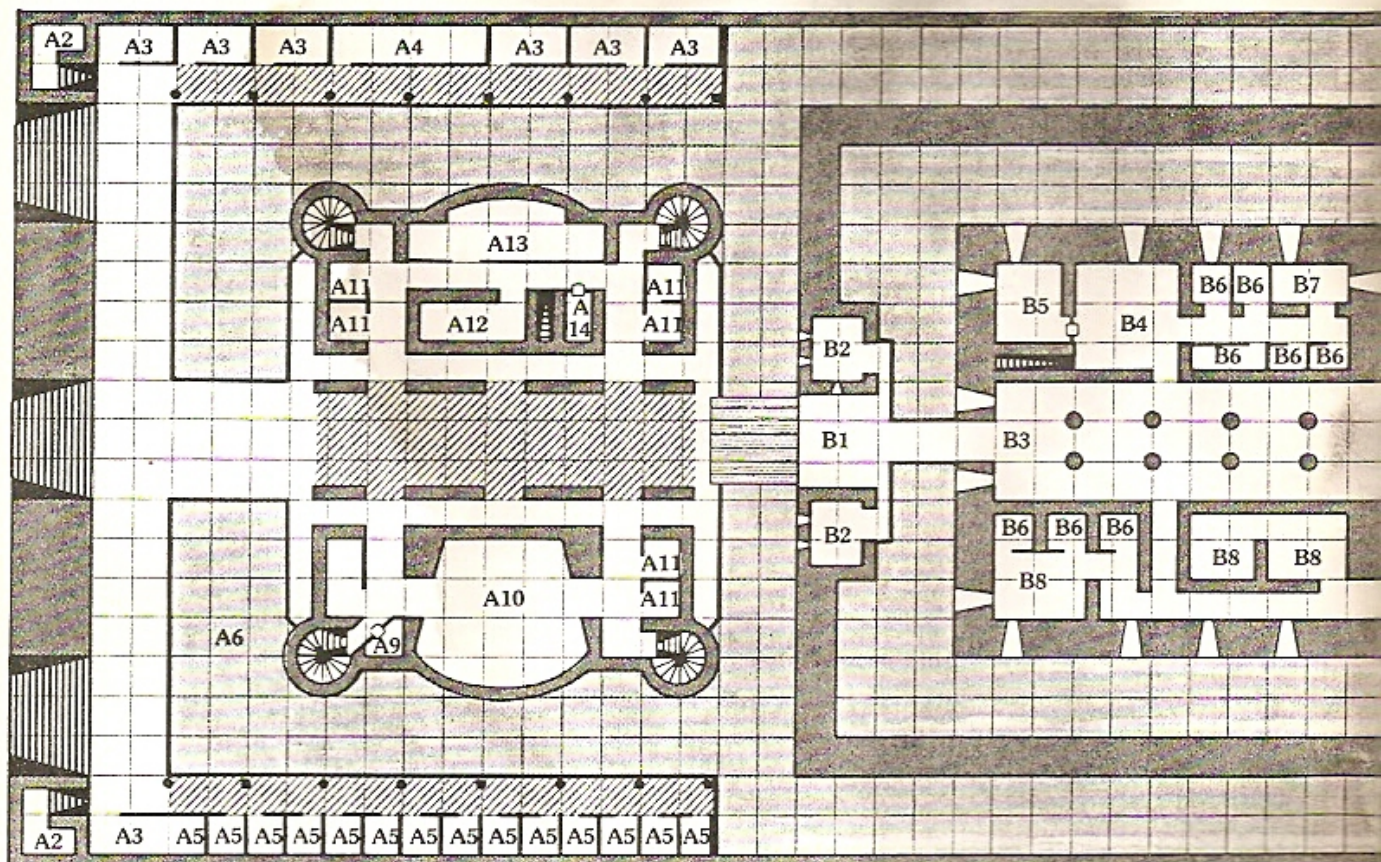 A2 A3 A3 A3 A4 A3 A3 A3
A13
A11 A11
B5 B6 B6 B7
A11 A12 A
14 A11 B4
B2
B6 B6 B6
B1 B3
B2
B6 B6 B6
A11
B8 B8
B8
A10 A11
A6 A9
A2 A3 A5 A5 A5 A5 A5 A5 A5 A5 A5 A5 A5 A5 A5 A5